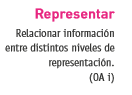 Representar
Relacionar información
entre distintos niveles de
representación.
(OA i)